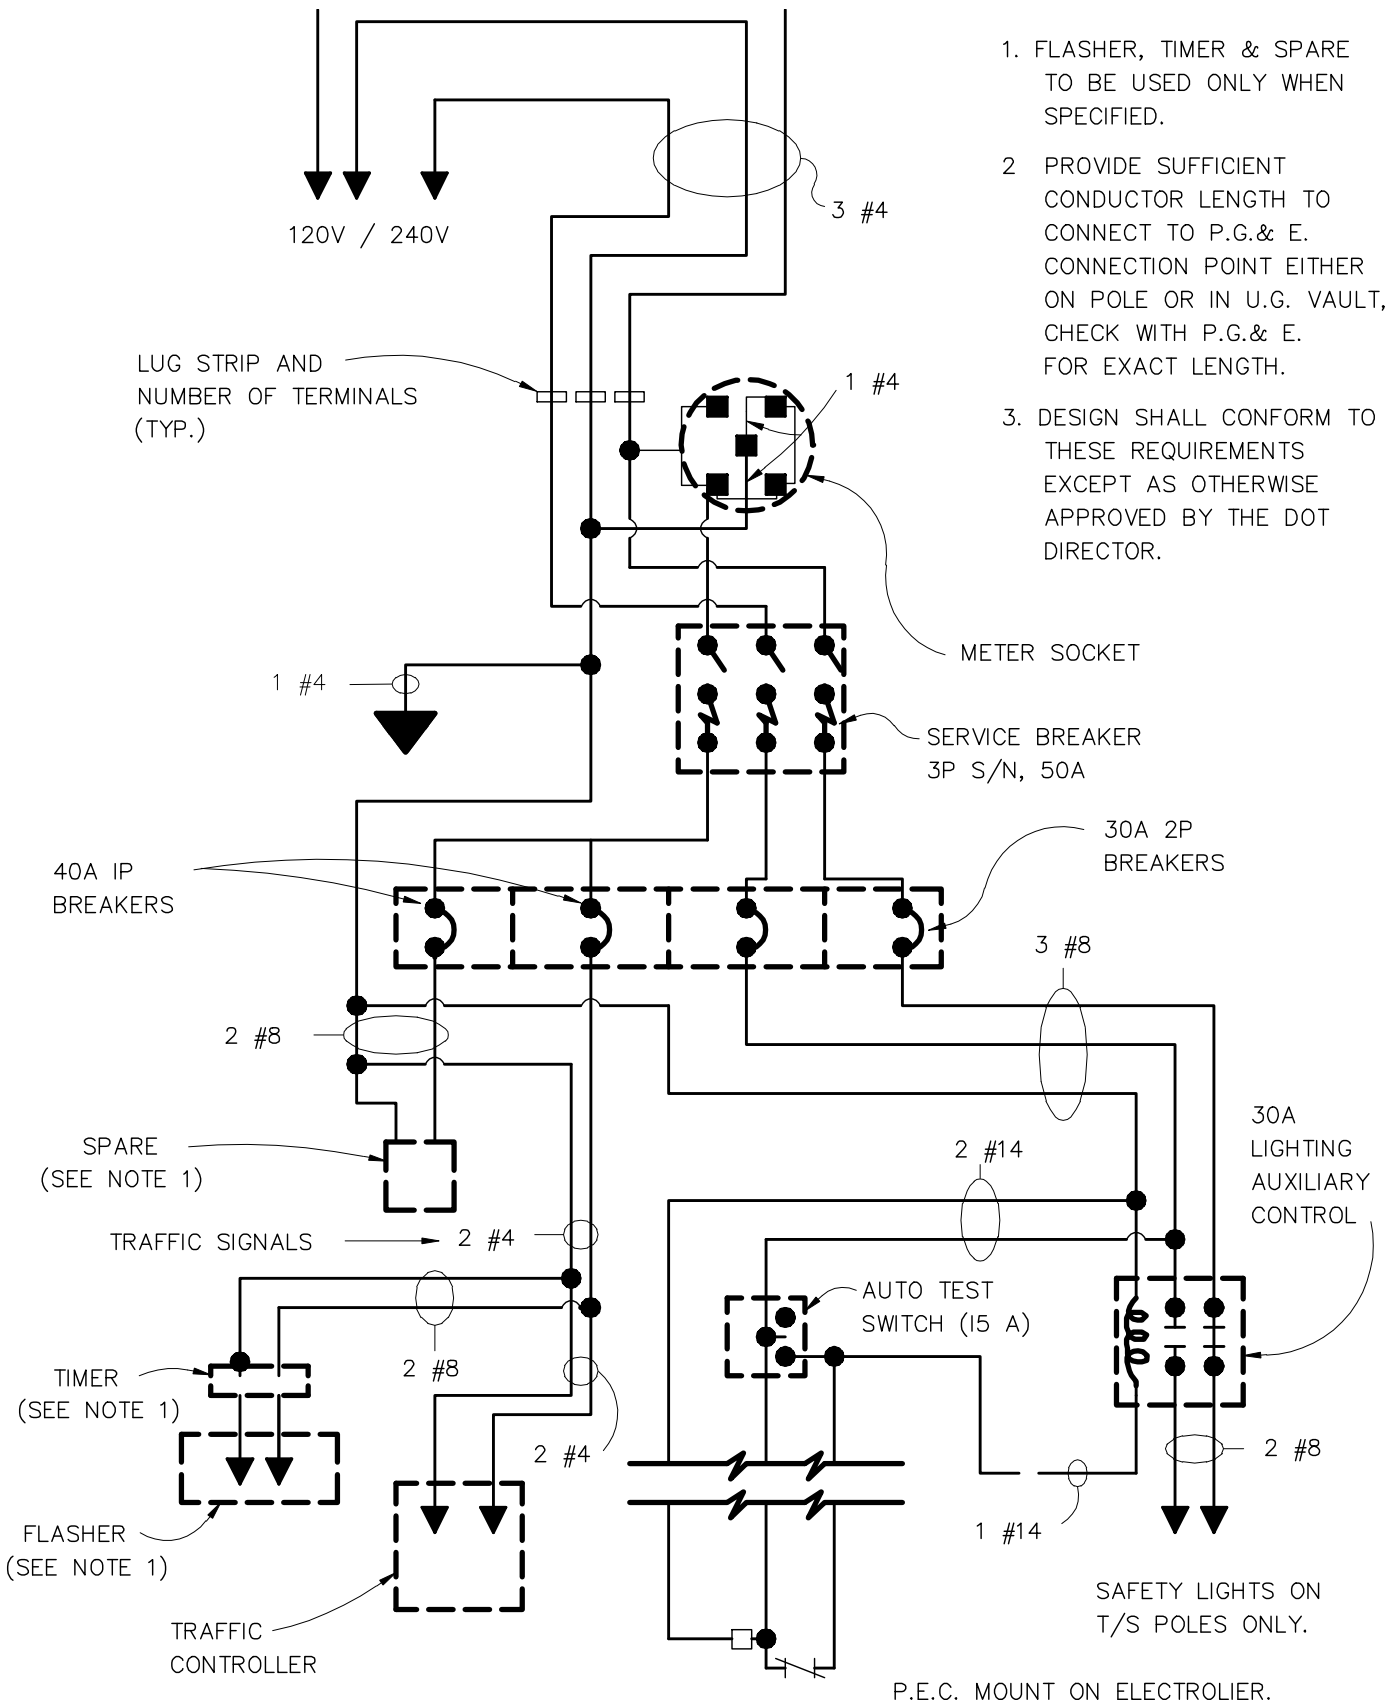 1. FLASHER, TIMER & SPARE
TO BE USED ONLY WHEN
SPECIFIED.
2 PROVIDE SUFFICIENT
CONDUCTOR LENGTH TO
CONNECT TO P.G.& E.
CONNECTION POINT EITHER
ON POLE OR IN U.G. VAULT,
CHECK WITH P.G.& E.
FOR EXACT LENGTH.
3. DESIGN SHALL CONFORM TO
THESE REQUIREMENTS
EXCEPT AS OTHERWISE
APPROVED BY THE DOT
DIRECTOR.
3 #4
120V / 240V
LUG STRIP AND
NUMBER OF TERMINALS
(TYP.)
1 #4
METER SOCKET
1 #4
SERVICE BREAKER
3P S/N, 50A
30A 2P
BREAKERS
40A IP
BREAKERS
3 #8
2 #8
SPARE
(SEE NOTE 1)
2 #14
30A
LIGHTING
AUXILIARY
CONTROL
TRAFFIC SIGNALS
2 #4
AUTO TEST
SWITCH (I5 A)
2 #8
TIMER
(SEE NOTE 1)
2 #4
2 #8
FLASHER
(SEE NOTE 1)
1 #14
SAFETY LIGHTS ON
T/S POLES ONLY.
TRAFFIC
CONTROLLER
P.E.C. MOUNT ON ELECTROLIER.